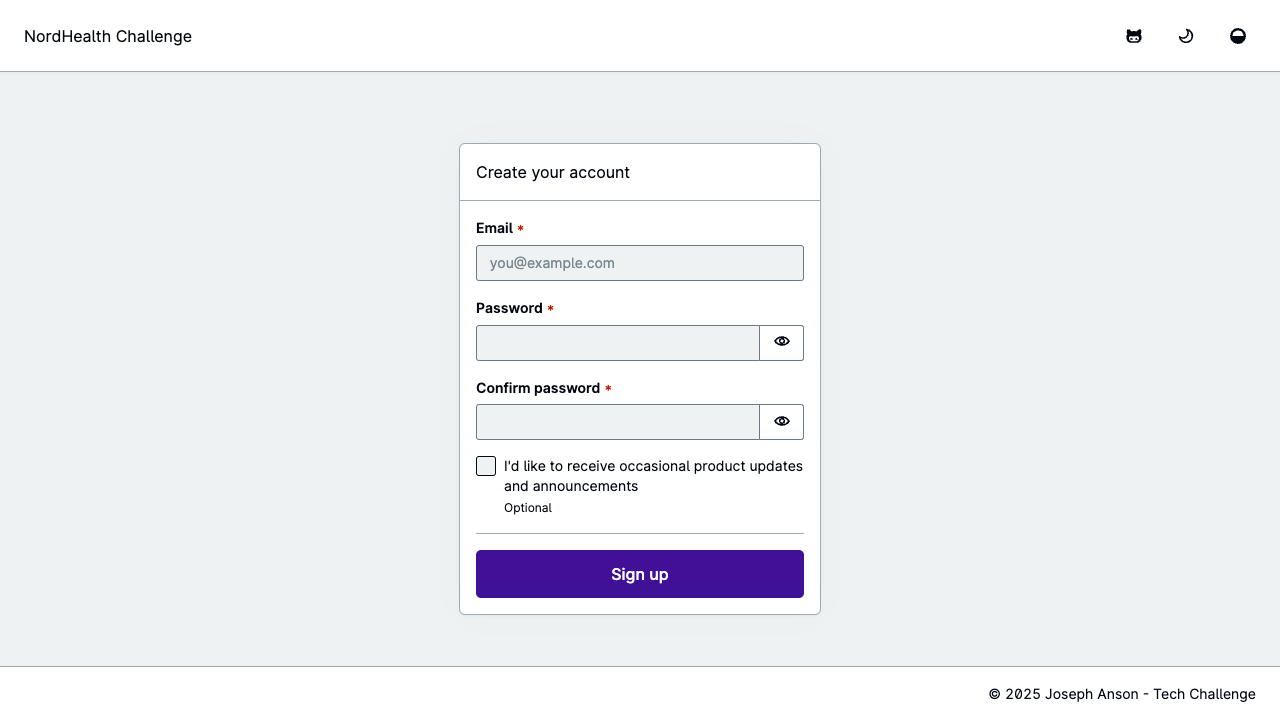 NordHealth Challenge
Create your account
Email *
you@example.com
Password *
Confirm password *
I'd like to receive occasional product updates
and announcements
Optional
Sign up
© 2025 Joseph Anson - Tech Challenge